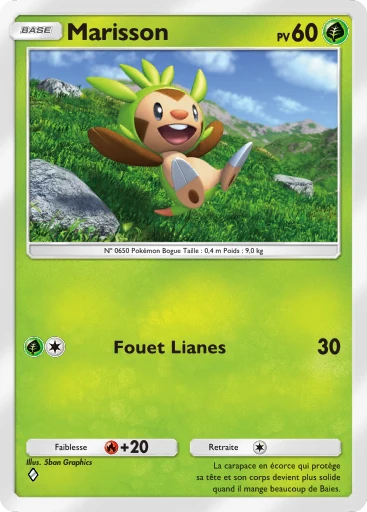 BASE Marisson PV 60
N° 0650 Pokémon Bogue Taille : 0,4 m Poids : 9,0 kg
Fouet Lianes 30
Faiblesse +20 Retraite
Illus. 5ban Graphics
La carapace en écorce qui protège
sa tête et son corps devient plus solide
quand il mange beaucoup de Baies.